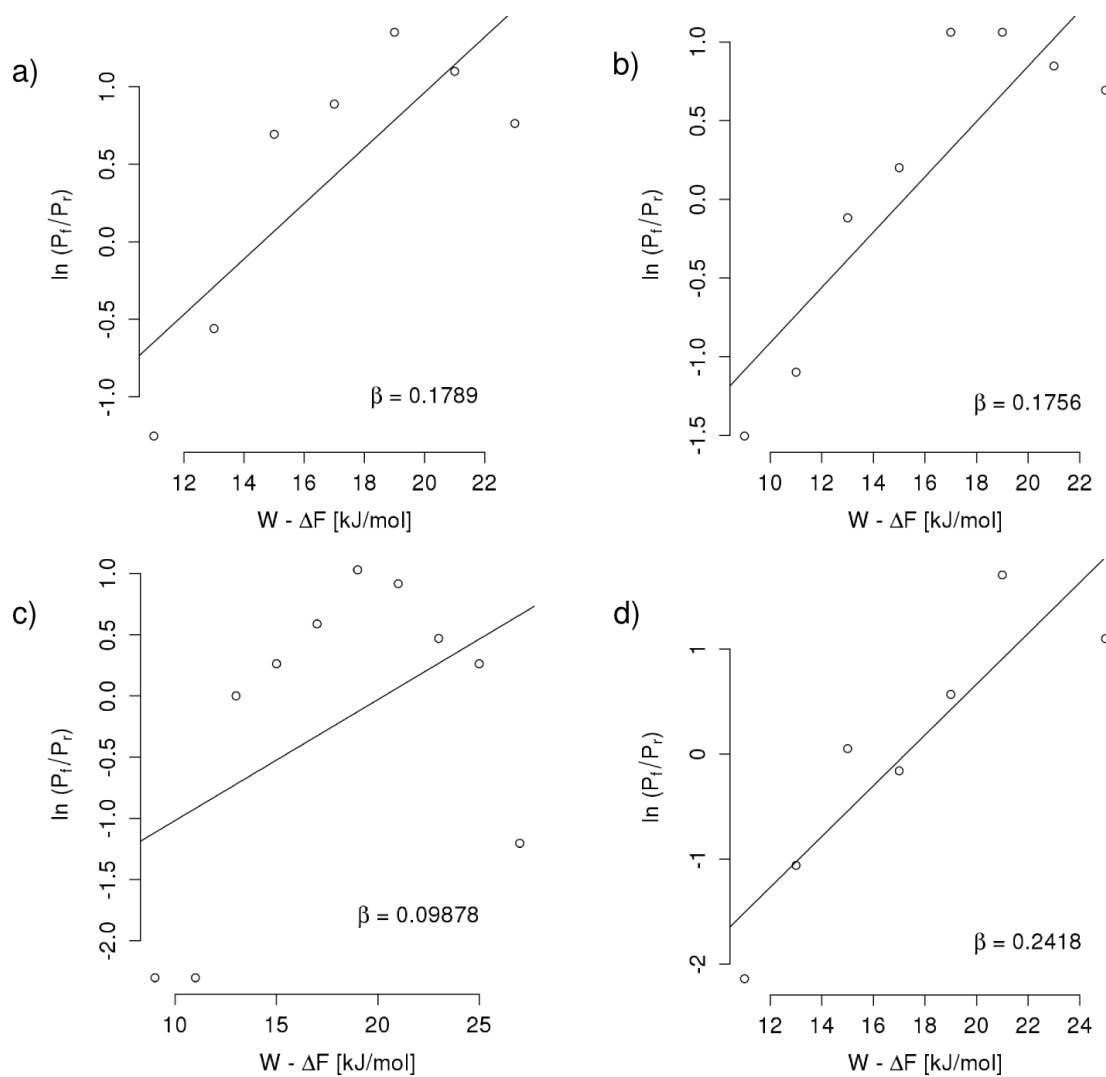 a)
ln (Pf/Pr)
1.0
0.5
0.0
-0.5
-1.0
β = 0.1789
12 14 16 18 20 22
W - ΔF [kJ/mol]
b)
ln (Pf/Pr)
1.0
0.5
0.0
-0.5
-1.0
-1.5
β = 0.1756
10 12 14 16 18 20 22
W - ΔF [kJ/mol]
c)
ln (Pf/Pr)
1.0
0.5
0.0
-0.5
-1.0
-1.5
-2.0
β = 0.09878
10 15 20 25
W - ΔF [kJ/mol]
d)
ln (Pf/Pr)
1
0
-1
-2
β = 0.2418
12 14 16 18 20 22 24
W - ΔF [kJ/mol]